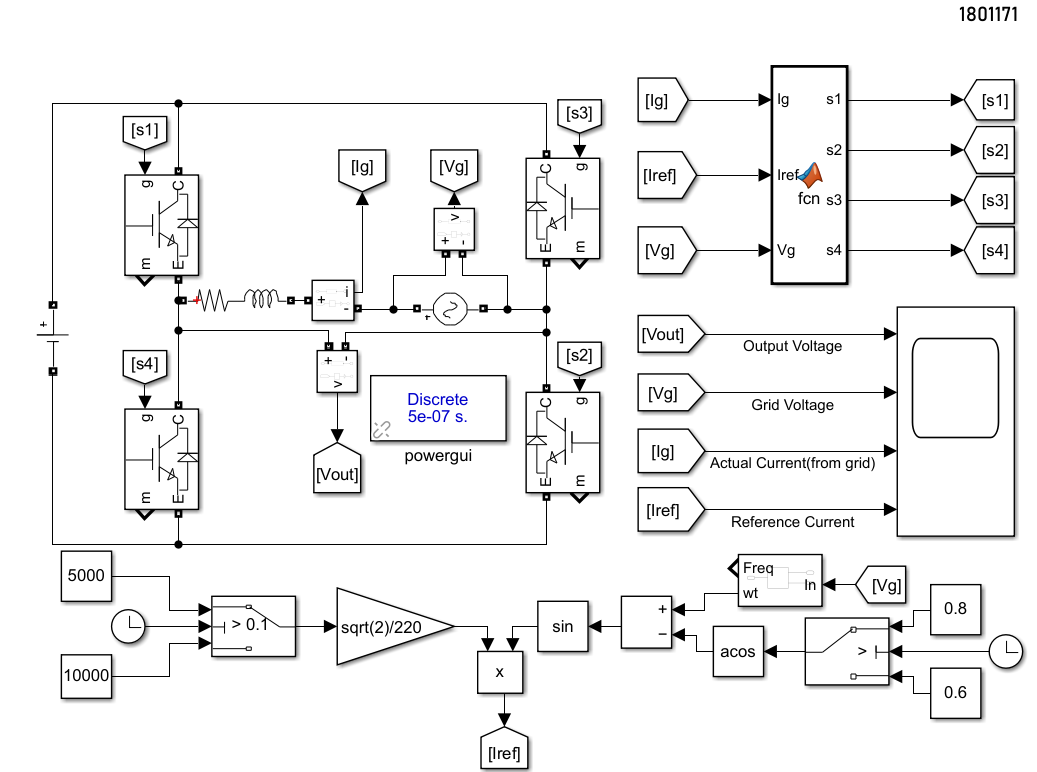 1801171
[s1]
[s3]
[Ig]
[Vg]
g
C
m
E
+
i
-
v
+
-
g
C
m
E
+
+
[s4]
[s2]
+
-
v
[Vout]
Discrete
5e-07 s.
powergui
g
C
m
E
g
C
m
E
[Ig]
[Iref]
[Vg]
Ig
Iref
Vg
fcn
s1
s2
s3
s4
[s1]
[s2]
[s3]
[s4]
[Vout]
Output Voltage
[Vg]
Grid Voltage
[Ig]
Actual Current(from grid)
[Iref]
Reference Current
5000
10000
> 0.1
sqrt(2)/220
x
[Iref]
sin
+
−
Freq
wt
In
[Vg]
acos
>
0.8
0.6